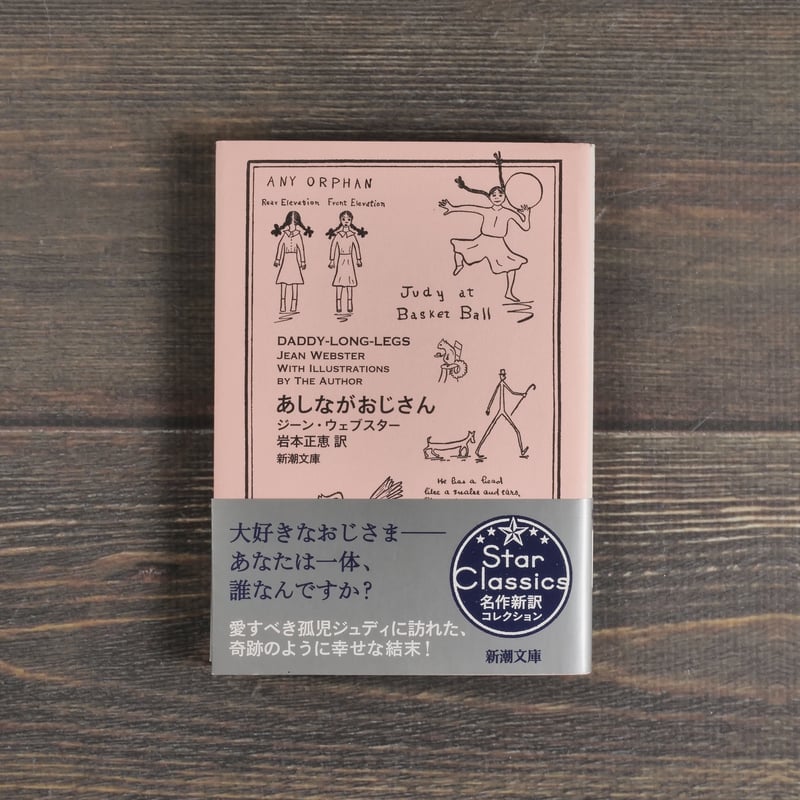 ANY ORPHAN
Rear Elevation Front Elevation
Judy at
Basket Ball
DADDY-LONG-LEGS
JEAN WEBSTER
WITH ILLUSTRATIONS
BY THE AUTHOR
あしながおじさん
ジーン・ウェブスター
岩本正恵 訳
新潮文庫
He has a head
like a snake and ears,
大好きなおじさま——
あなたは一体、
誰なんですか?
愛すべき孤児ジュディに訪れた、
奇跡のように幸せな結末!
Star
Classics
名作新訳
コレクション
新潮文庫